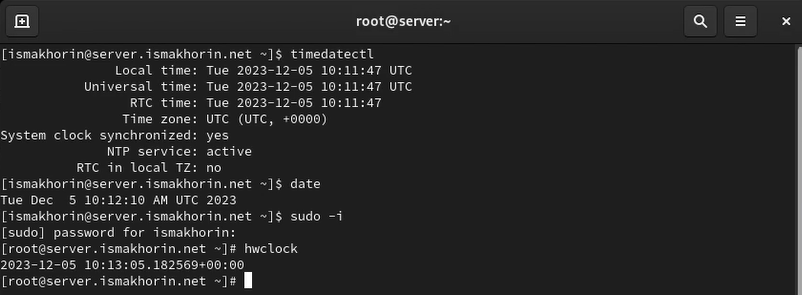 root@server:~
[ismakhorin@server.ismakhorin.net ~]$ timedatectl
               Local time: Tue 2023-12-05 10:11:47 UTC
           Universal time: Tue 2023-12-05 10:11:47 UTC
                 RTC time: Tue 2023-12-05 10:11:47
                Time zone: UTC (UTC, +0000)
System clock synchronized: yes
              NTP service: active
          RTC in local TZ: no
[ismakhorin@server.ismakhorin.net ~]$ date
Tue Dec  5 10:12:10 AM UTC 2023
[ismakhorin@server.ismakhorin.net ~]$ sudo -i
[sudo] password for ismakhorin:
[root@server.ismakhorin.net ~]# hwclock
2023-12-05 10:13:05.182569+00:00
[root@server.ismakhorin.net ~]#